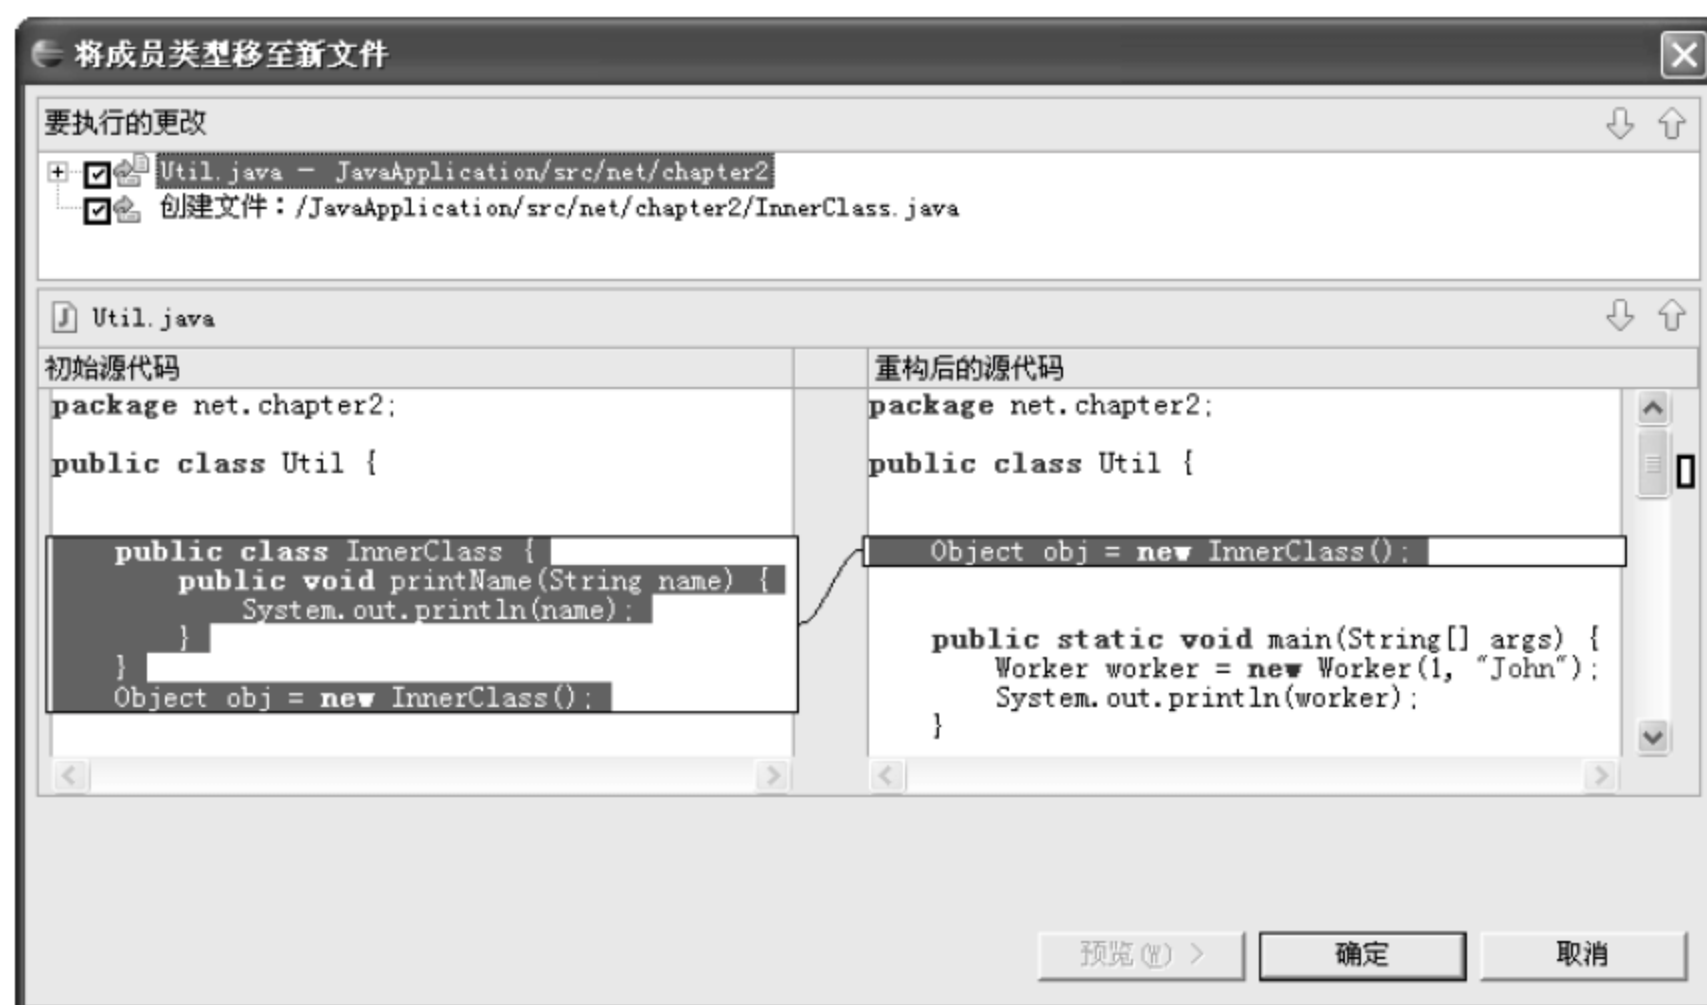 将成员类型移至新文件
要执行的更改
Util.java - JavaApplication/src/net/chapter2
创建文件：/JavaApplication/src/net/chapter2/InnerClass.java
Util.java
初始源代码
package net.chapter2;
public class Util {
public class InnerClass {
public void printName(String name) {
System.out.println(name);
}
}
Object obj = new InnerClass();
重构后的源代码
package net.chapter2;
public class Util {
Object obj = new InnerClass();
public static void main(String[] args) {
Worker worker = new Worker(1, "John");
System.out.println(worker);
}
预览(W) >
确定
取消